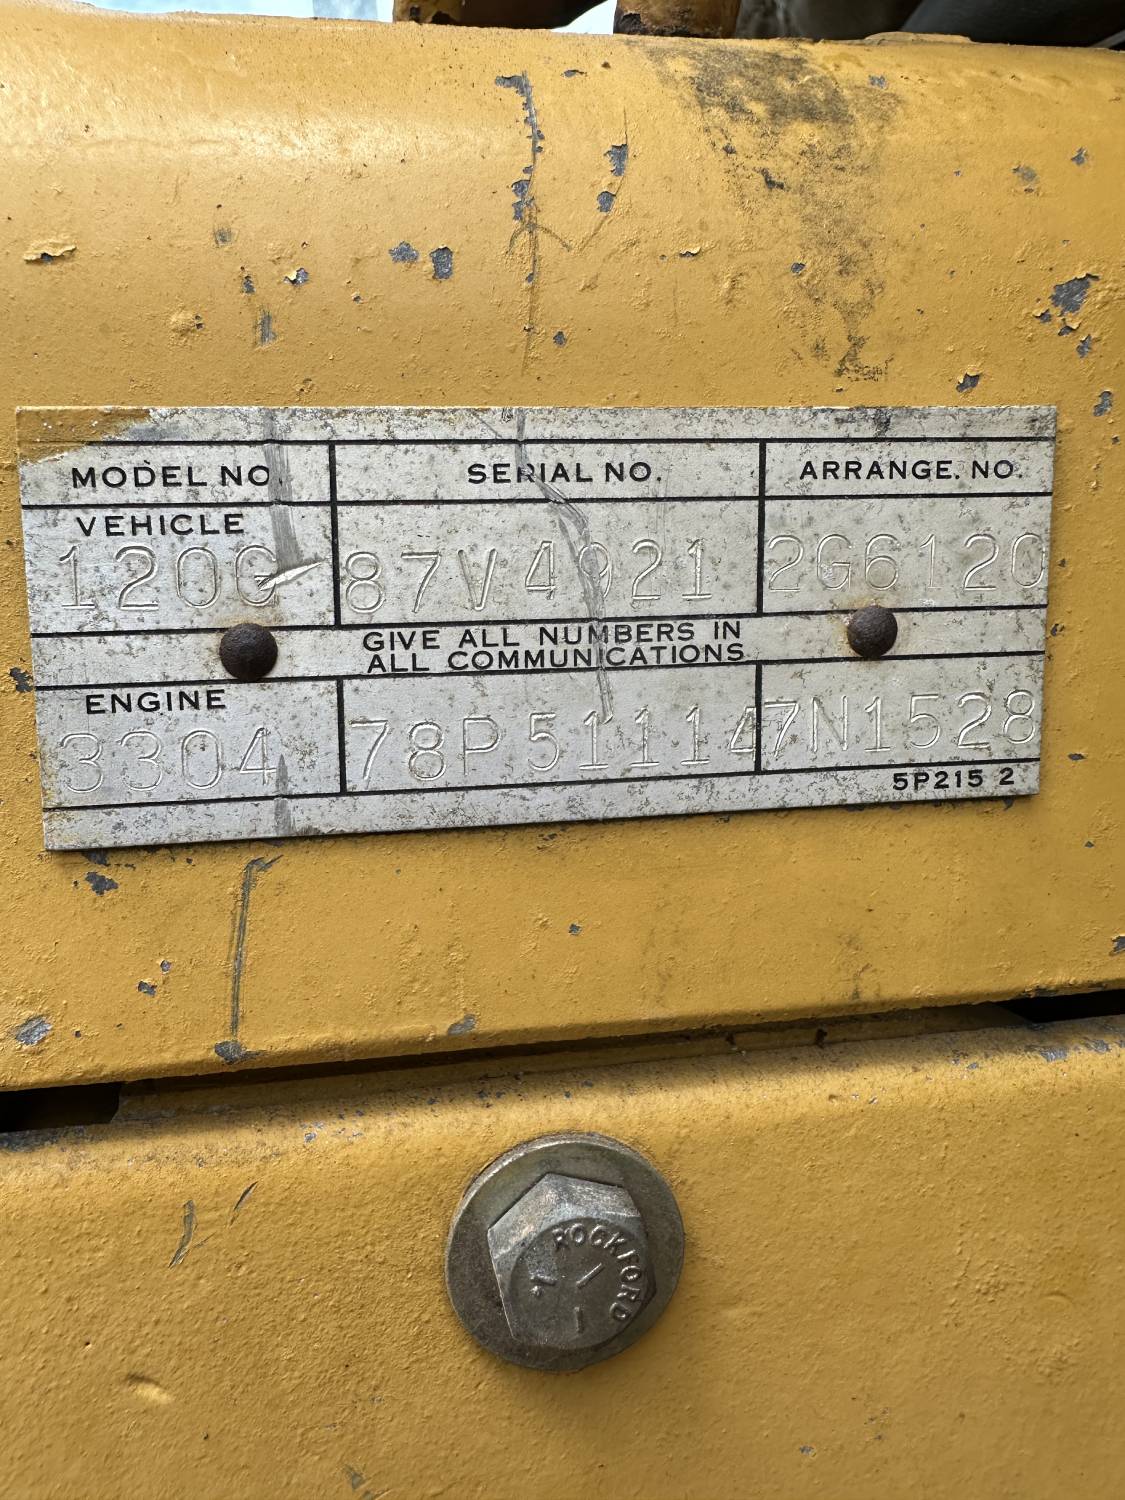 MODEL NO. SERIAL NO. ARRANGE. NO.
VEHICLE
120G 87V4921 2G6120
GIVE ALL NUMBERS IN
ALL COMMUNICATIONS
ENGINE
3304 78P51114 7N1528
5P215 2
ROCKFORD